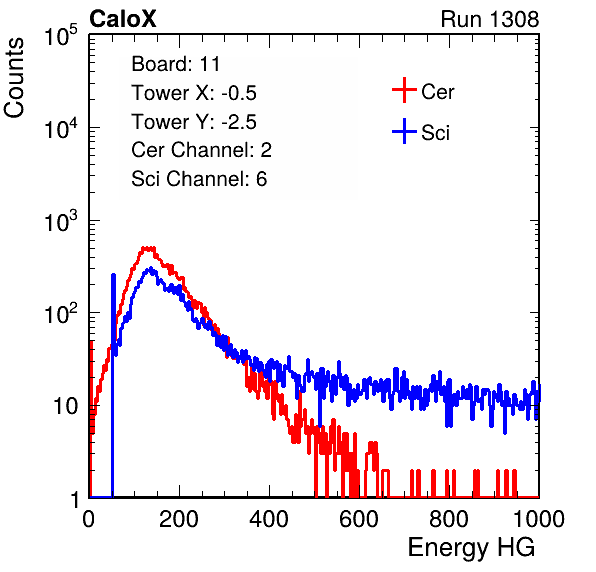 CaloX Run 1308
Counts
10^5
10^4
10^3
10^2
10
1
Board: 11
Tower X: -0.5
Tower Y: -2.5
Cer Channel: 2
Sci Channel: 6
Cer
Sci
0 200 400 600 800 1000
Energy HG